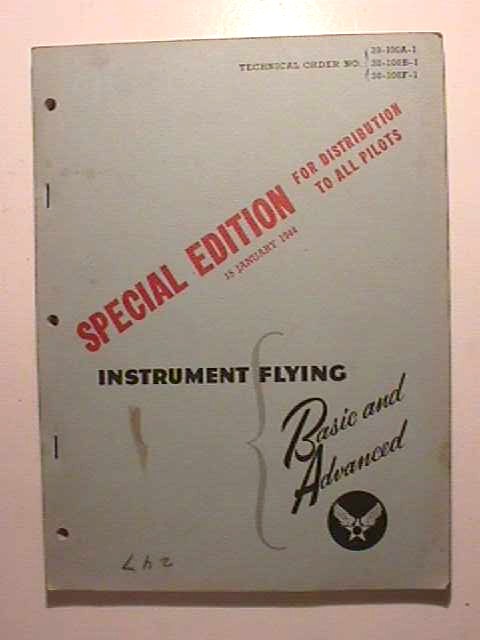 TECHNICAL ORDER NO.
30-100A-1
30-100B-1
30-100F-1
FOR DISTRIBUTION
TO ALL PILOTS
SPECIAL EDITION
15 JANUARY 1944
INSTRUMENT FLYING
Basic and
Advanced
247